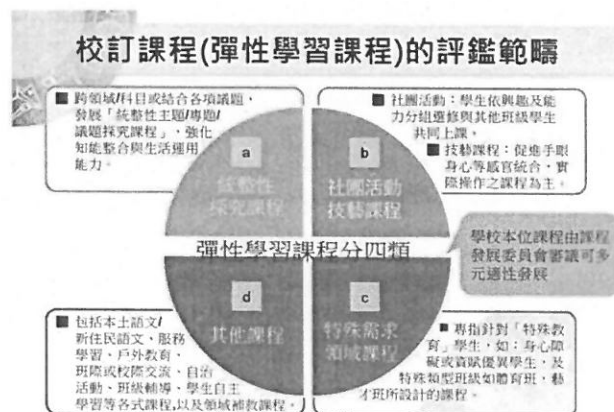 校訂課程(彈性學習課程)的評鑑範疇
■ 跨領域/科目或結合各項議題，
發展「統整性主題/專題/
議題探究課程」，強化
知能整合與生活運用
能力。
■ 社團活動：學生依興趣及能
力分組選修與其他班級學生
共同上課。
■ 技藝課程：促進手眼
身心等感官統合，實
際操作之課程為主。
a
統整性
探究課程
b
社團活動
技藝課程
彈性學習課程分四類
學校本位課程由課程
發展委員會審議可多
元適性發展
d
其他課程
c
特殊需求
領域課程
■ 包括本土語文/
新住民語文、服務
學習、戶外教育、
班際或校際交流、自治
活動、班級輔導、學生自主
學習等各式課程,以及領域補救課程。
■ 專指針對「特殊教
育」學生，如：身心障
礙或資賦優異學生，及
特殊類型班級如體育班、藝
才班所設計的課程。